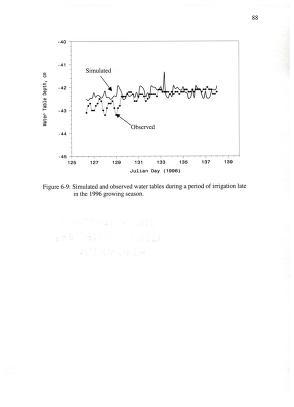 88
-40
-41
Simulated
-42
-43
Observed
-44
-45
Water Table Depth, cm
125 127 129 131 133 135 137 139
Julian Day (1996)
Figure 6-9: Simulated and observed water tables during a period of irrigation late
in the 1996 growing season.